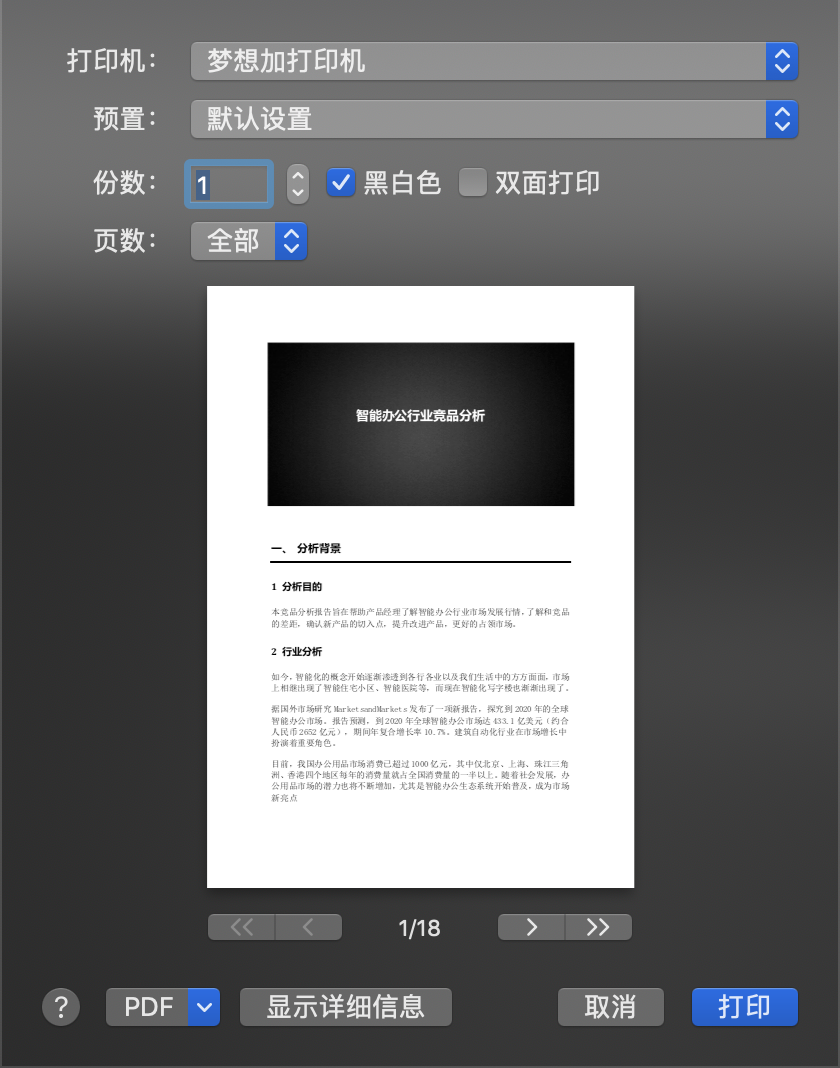 打印机： 梦想加打印机
预置： 默认设置
份数： 1 黑白色 双面打印
页数： 全部
智能办公行业竞品分析
一、 分析背景
1 分析目的
本竞品分析报告旨在帮助产品经理了解智能办公行业市场发展行情，了解和竞品
的差距，确认新产品的切入点，提升改进产品，更好的占领市场。
2 行业分析
如今，智能化的概念开始逐渐渗透到各行各业以及我们生活中的方方面面，市场
上相继出现了智能住宅小区、智能医院等，而现在智能化写字楼也渐渐出现了。
据国外市场研究 MarketsandMarkets 发布了一项新报告，探究到 2020 年的全球
智能办公市场。报告预测，到 2020 年全球智能办公市场达 433.1 亿美元（约合
人民币 2652 亿元），期间年复合增长率 10.7%。建筑自动化行业在市场增长中
扮演着重要角色。
目前，我国办公用品市场消费已超过 1000 亿元，其中仅北京、上海、珠江三角
洲、香港四个地区每年的消费量就占全国消费量的一半以上。随着社会发展，办
公用品市场的潜力也将不断增加，尤其是智能办公生态系统开始普及，成为市场
新亮点
1/18
? PDF 显示详细信息 取消 打印